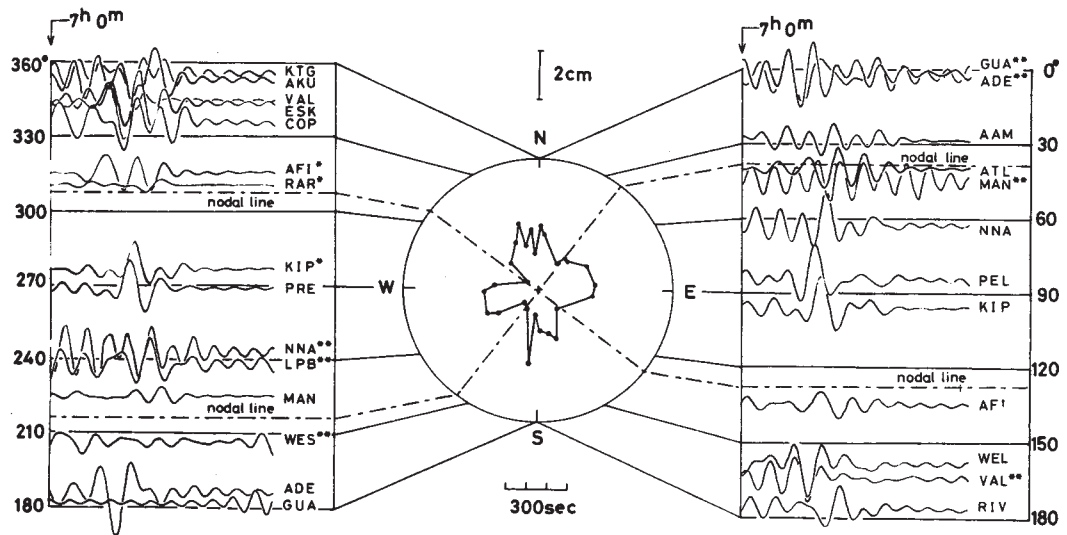 7h 0m
360°
KTG
AKU
VAL
ESK
COP
330
AFI*
RAR*
nodal line
300
KIP*
270
PRE
NNA**
LPB**
240
MAN
nodal line
210
WES**
ADE
180
GUA
2cm
N
W
E
S
300sec
7h 0m
GUA**
0°
ADE**
AAM
30
nodal line
ATL
MAN**
NNA
60
PEL
90
KIP
120
nodal line
AF†
150
WEL
VAL**
RIV
180